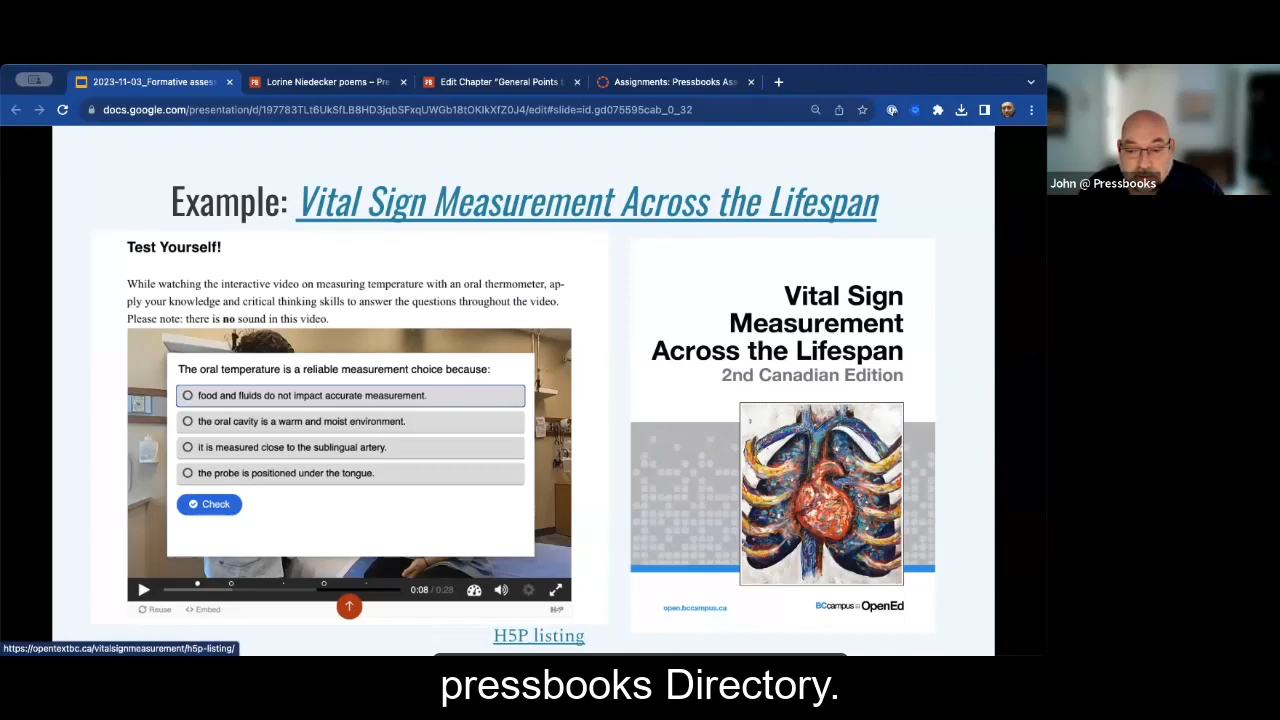 2023-11-03_Formative assess
Lorine Niedecker poems – Pre
Edit Chapter "General Points t
Assignments: Pressbooks Ass
docs.google.com/presentation/d/197783TLt6UkSfLB8HD3jqbSFxqUWGb18tOKIkXfZ0J4/edit#slide=id.gd075595cab_0_32
John @ Pressbooks
Example: Vital Sign Measurement Across the Lifespan
Test Yourself!
While watching the interactive video on measuring temperature with an oral thermometer, ap-
ply your knowledge and critical thinking skills to answer the questions throughout the video.
Please note: there is no sound in this video.
The oral temperature is a reliable measurement choice because:
food and fluids do not impact accurate measurement.
the oral cavity is a warm and moist environment.
it is measured close to the sublingual artery.
the probe is positioned under the tongue.
Check
0:08 / 0:28
Reuse
Embed
H5P
Vital Sign
Measurement
Across the Lifespan
2nd Canadian Edition
open.bccampus.ca
BCcampus
OpenEd
H5P listing
https://opentextbc.ca/vitalsignmeasurement/h5p-listing/
pressbooks Directory.